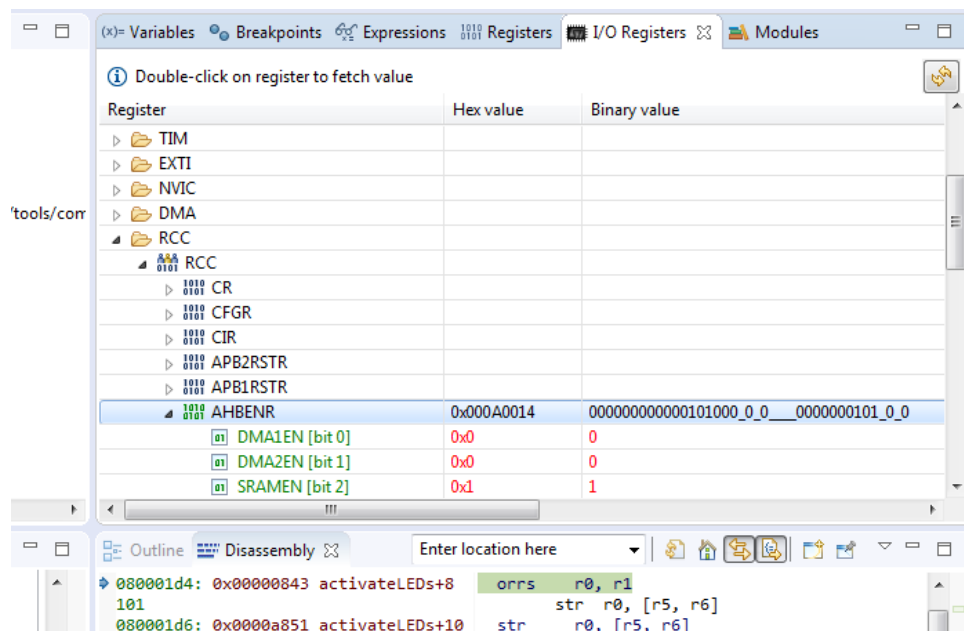 (x)= Variables Breakpoints Expressions Registers I/O Registers Modules
Double-click on register to fetch value
Register Hex value Binary value
TIM
EXTI
NVIC
/tools/com
DMA
RCC
RCC
CR
CFGR
CIR
APB2RSTR
APB1RSTR
AHBENR 0x000A0014 000000000000101000_0_0___0000000101_0_0
DMA1EN [bit 0] 0x0 0
DMA2EN [bit 1] 0x0 0
SRAMEN [bit 2] 0x1 1
Outline Disassembly Enter location here
080001d4: 0x00000843 activateLEDs+8 orrs r0, r1
101 str r0, [r5, r6]
080001d6: 0x0000a851 activateLEDs+10 str r0, [r5, r6]